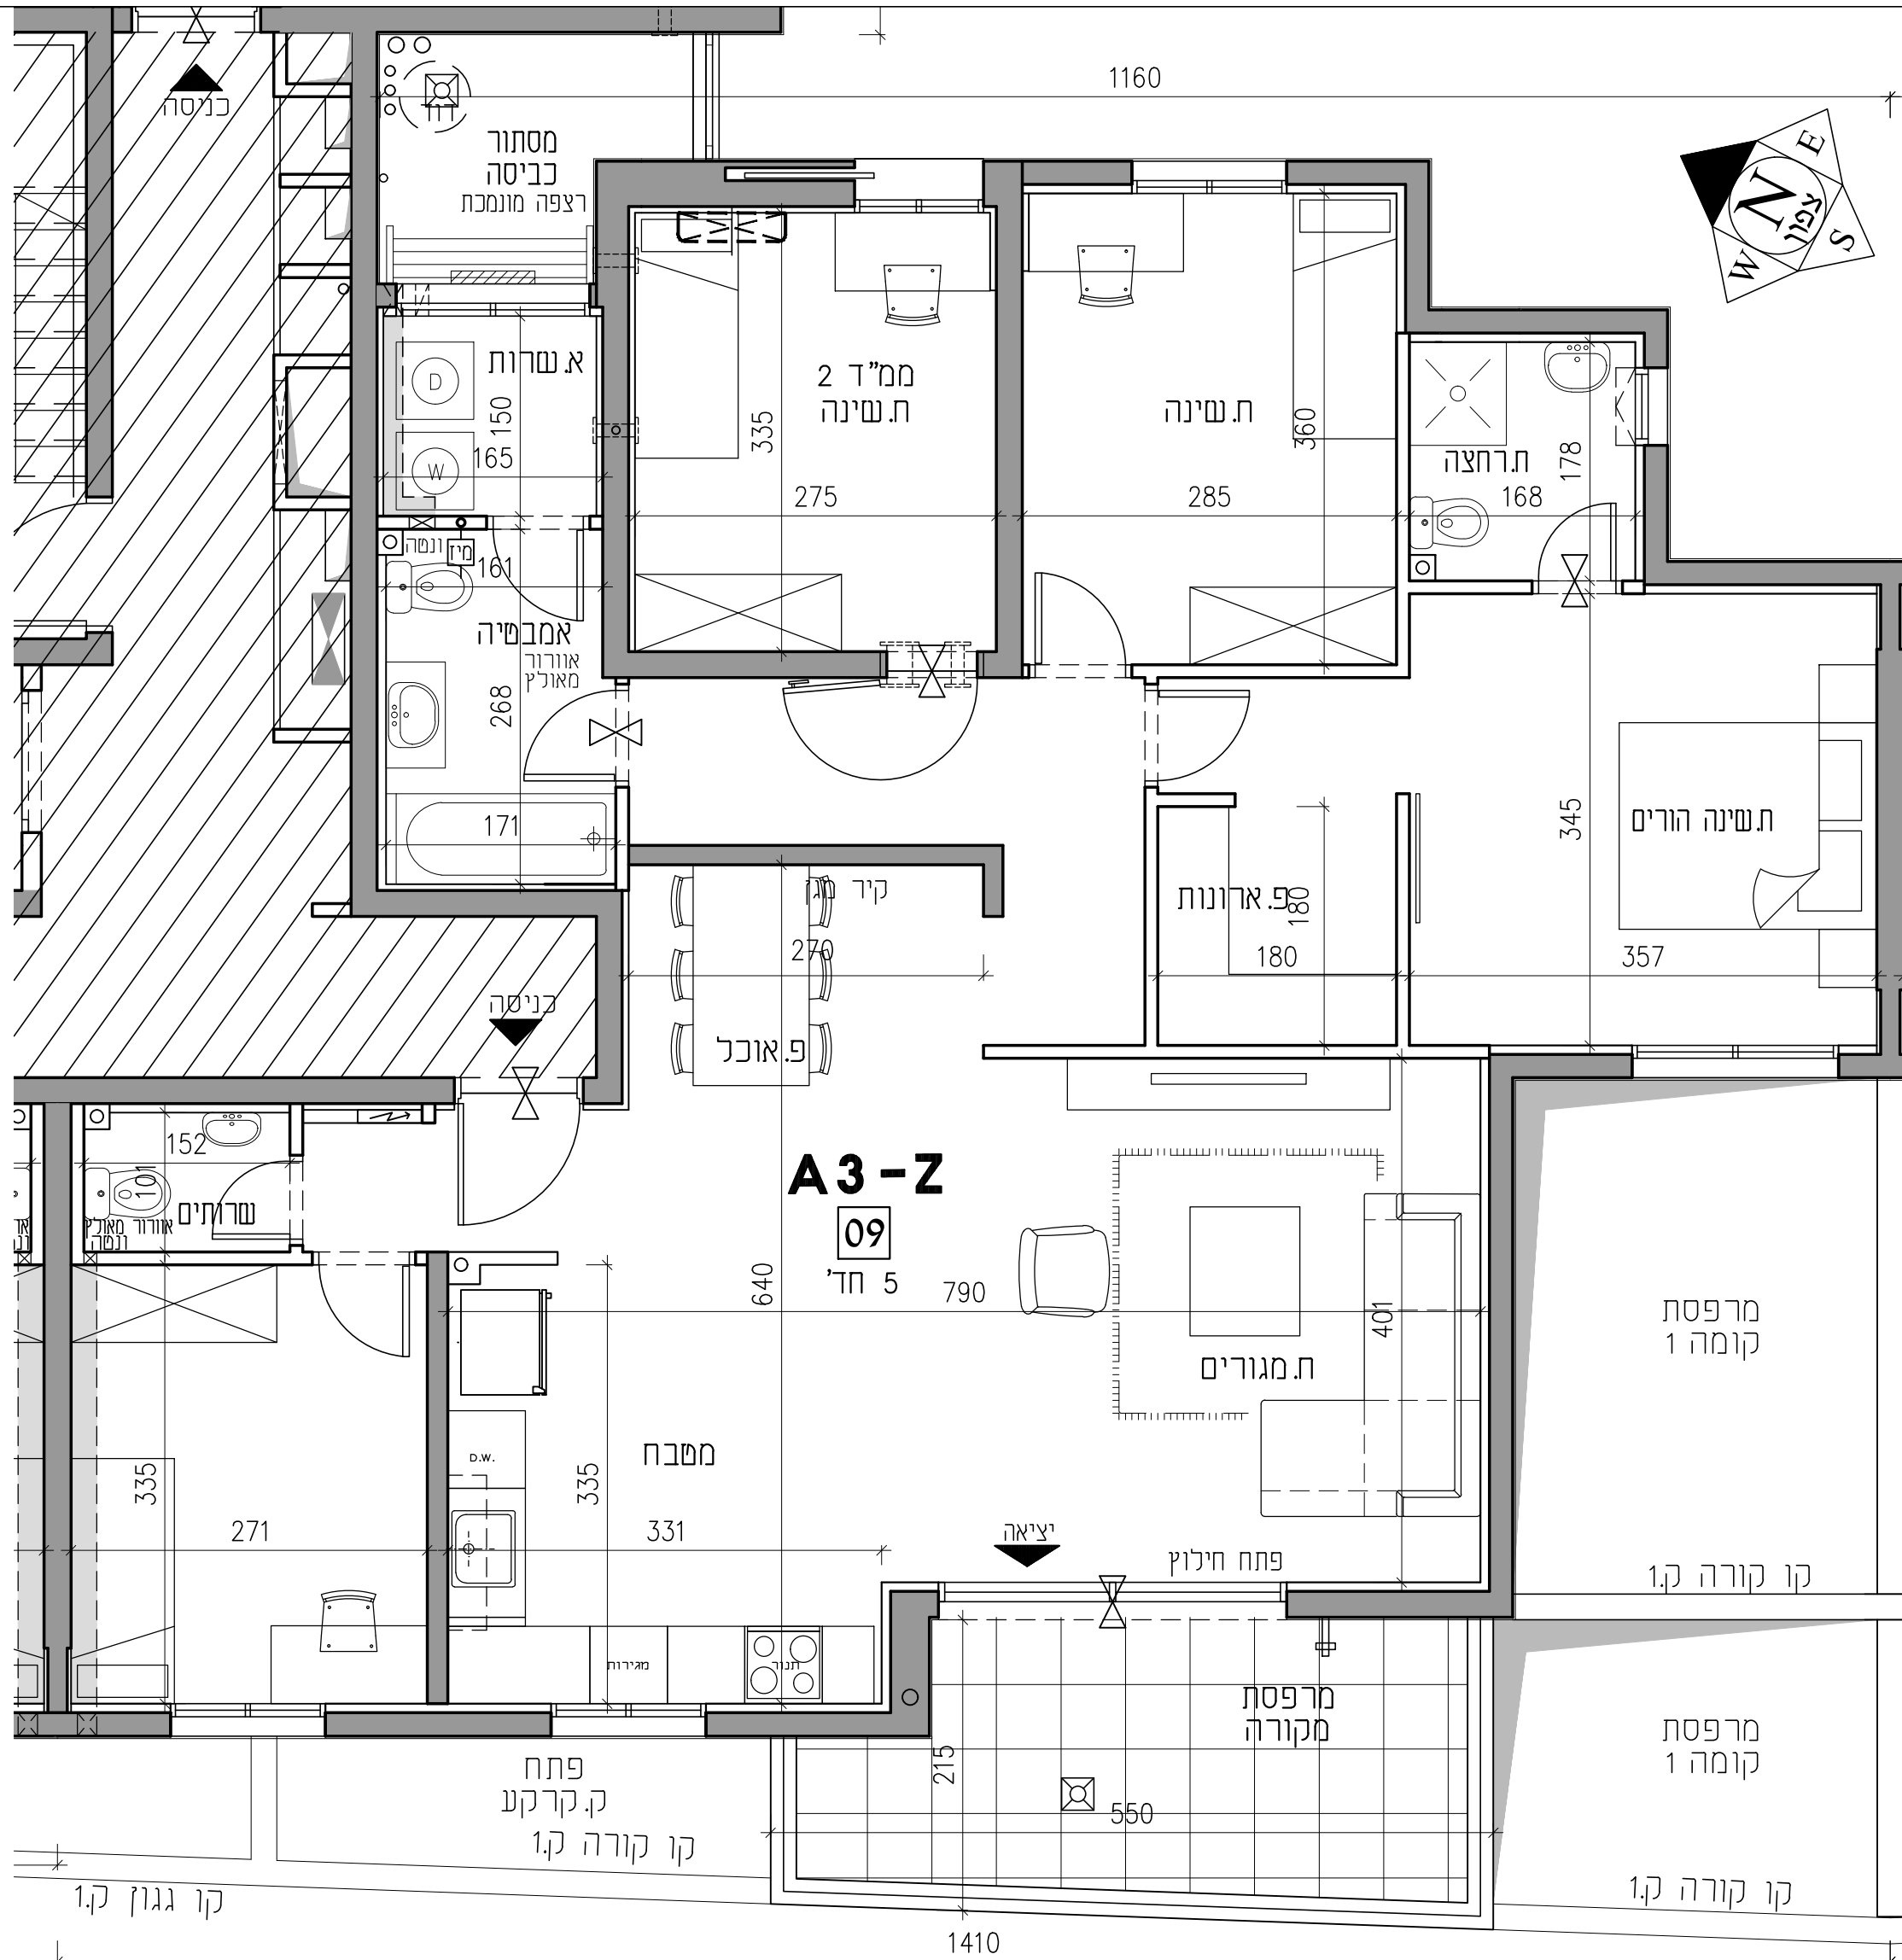 1160
כניסה
מסתור
כביסה
רצפה מונמכת
N
צפון
E
S
W
א.שרות
D
W
150
165
ממ"ד 2
ח.שינה
335
275
ח.שינה
360
285
ח.רחצה
178
168
ונטה
מיז
161
אמבטיה
אוורור
מאולץ
268
171
קיר מגן
270
פ.אוכל
פ.ארונות
180
180
ח.שינה הורים
345
357
כניסה
152
101
שרותים
אוורור מאולץ
ונטה
A3-Z
09
5 חד'
640
790
401
ח.מגורים
מטבח
D.W.
335
331
335
271
מגירות
תנור
יציאה
פתח חילוץ
מרפסת
קומה 1
קו קורה ק.1
מרפסת
מקורה
215
550
מרפסת
קומה 1
קו קורה ק.1
פתח
ק.קרקע
קו קורה ק.1
קו גגון ק.1
1410